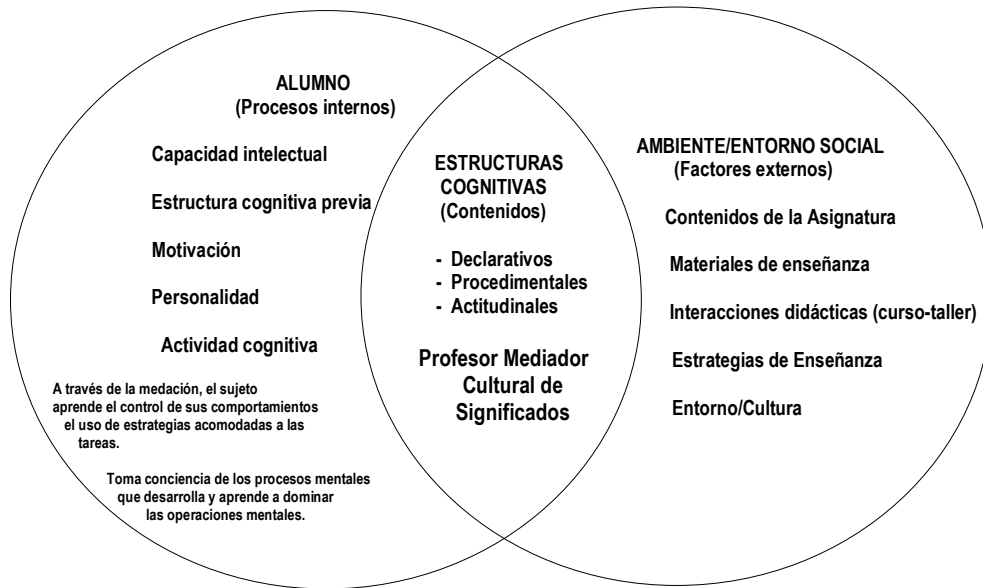 ALUMNO
(Procesos internos)
Capacidad intelectual
Estructura cognitiva previa
Motivación
Personalidad
Actividad cognitiva
A través de la medación, el sujeto
aprende el control de sus comportamientos
el uso de estrategias acomodadas a las
tareas.
Toma conciencia de los procesos mentales
que desarrolla y aprende a dominar
las operaciones mentales.
ESTRUCTURAS
COGNITIVAS
(Contenidos)
- Declarativos
- Procedimentales
- Actitudinales
Profesor Mediador
Cultural de
Significados
AMBIENTE/ENTORNO SOCIAL
(Factores externos)
Contenidos de la Asignatura
Materiales de enseñanza
Interacciones didácticas (curso-taller)
Estrategias de Enseñanza
Entorno/Cultura